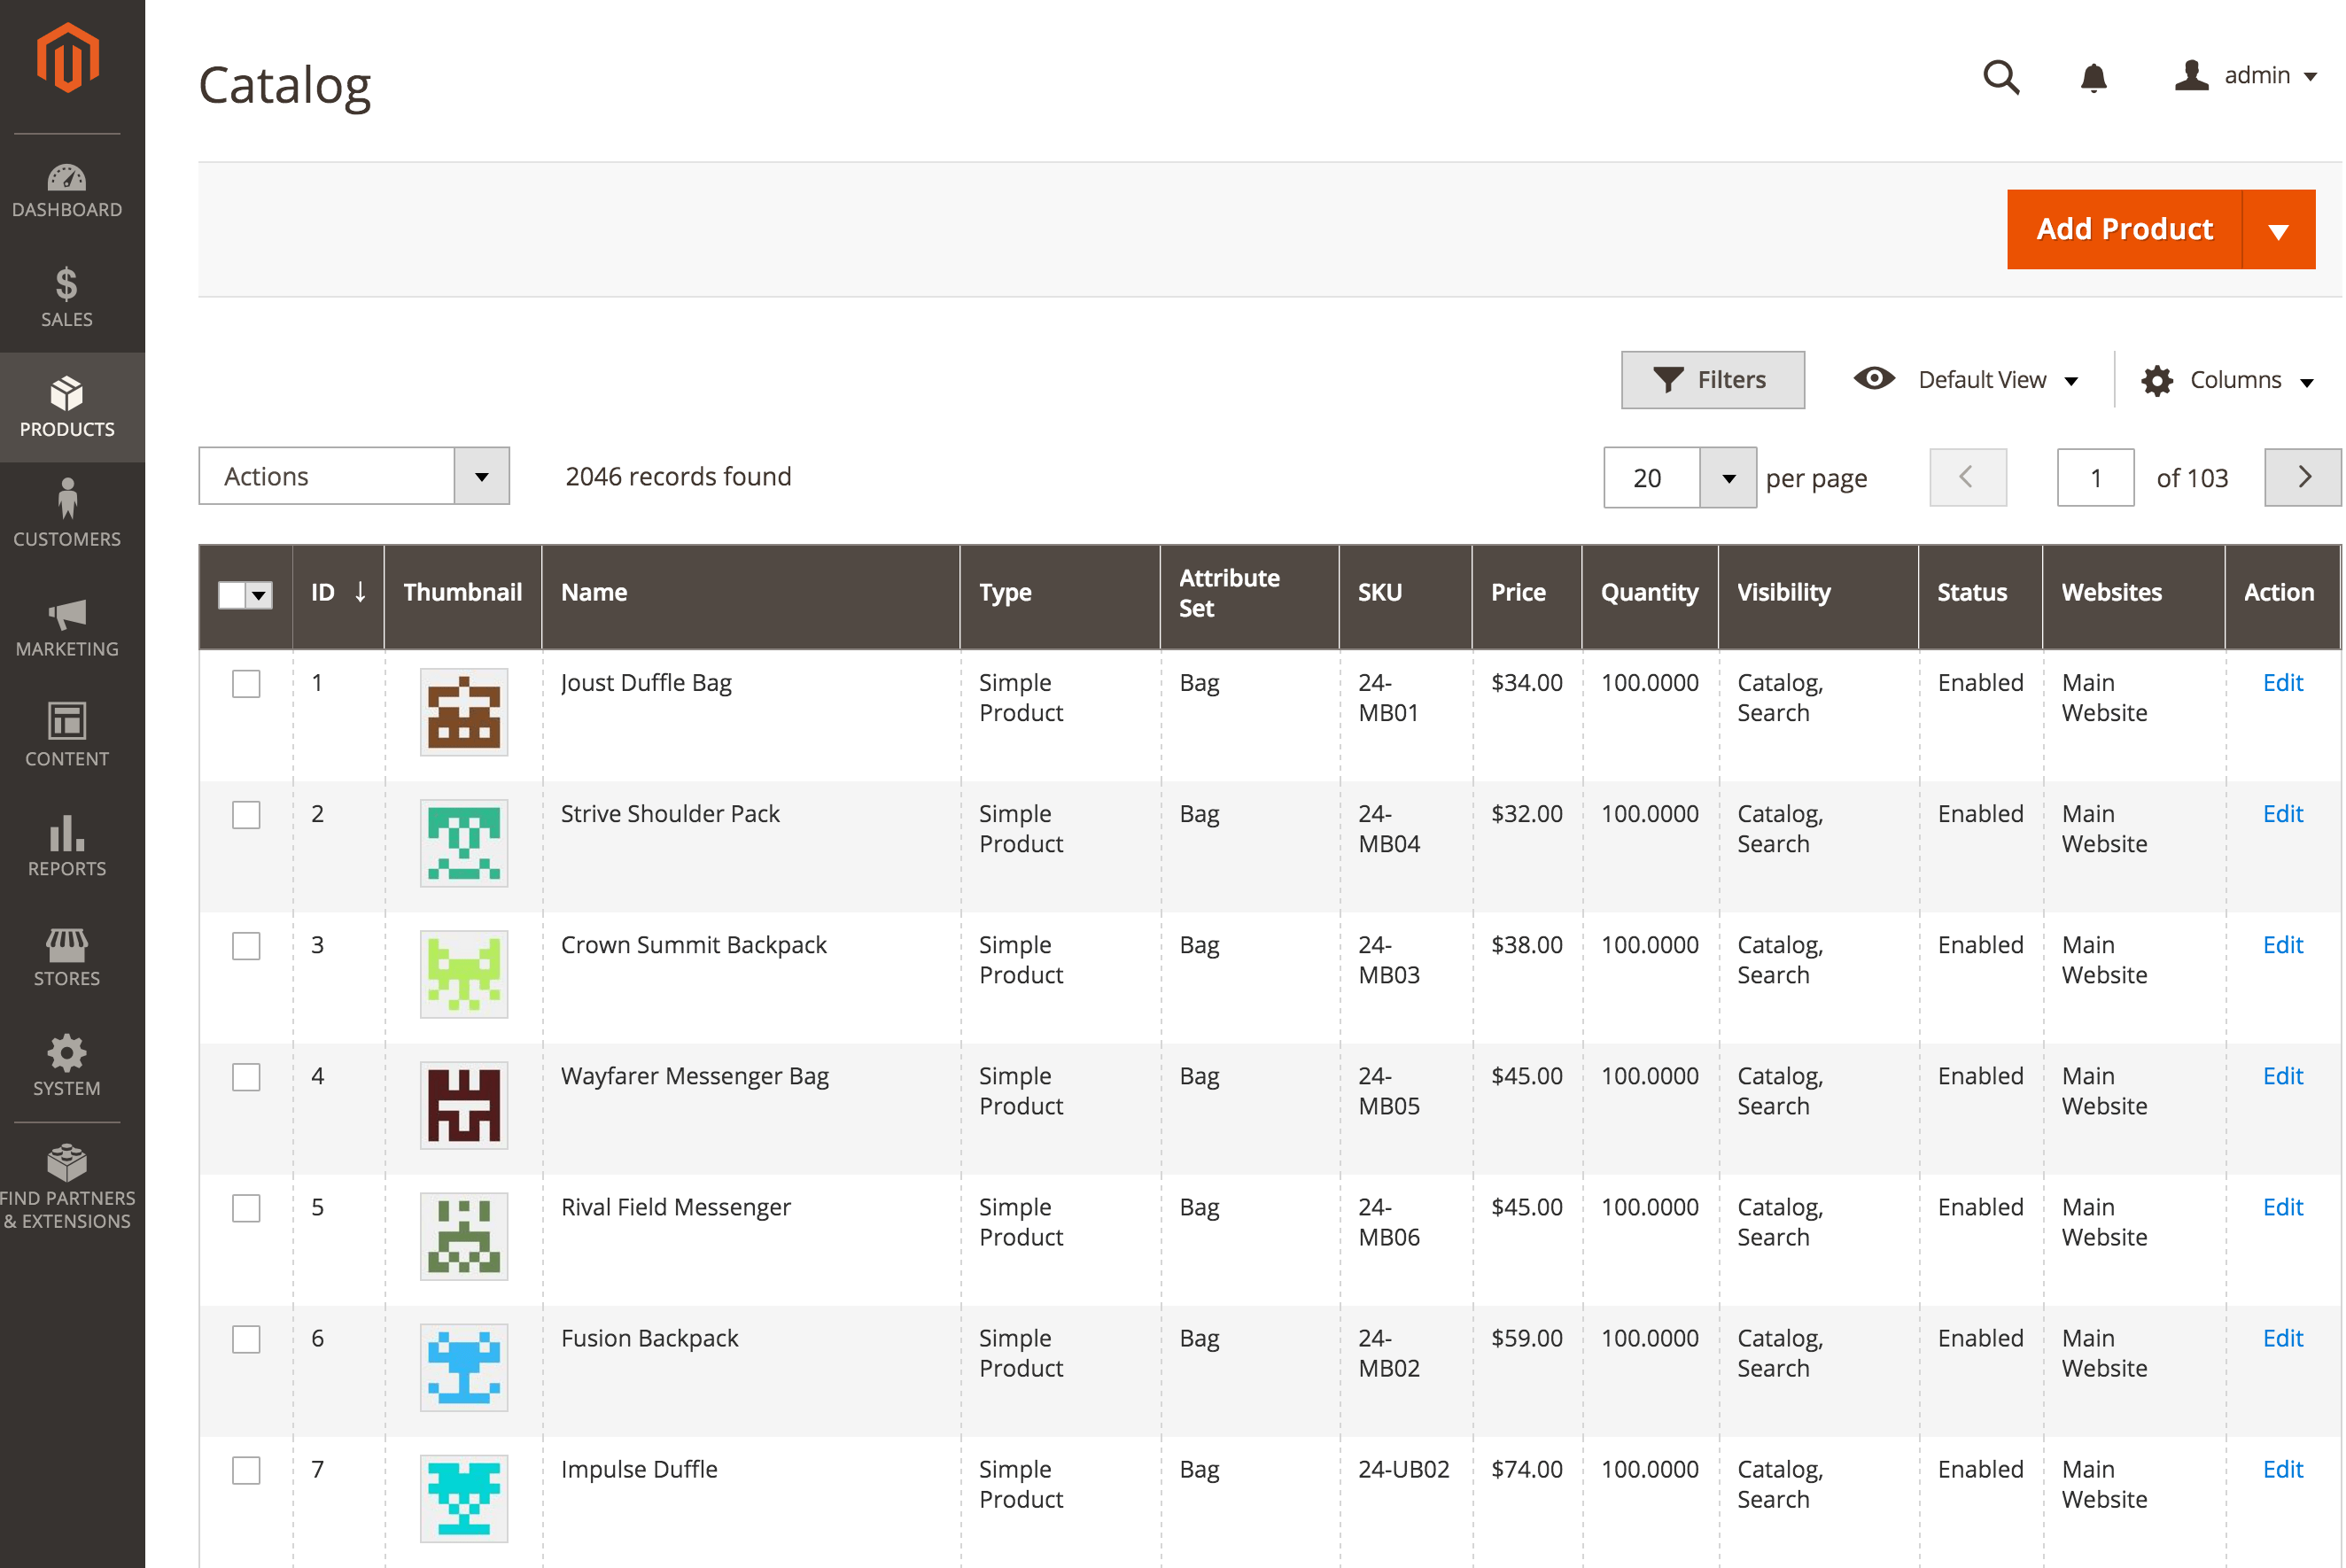 Catalog
admin
DASHBOARD
SALES
PRODUCTS
CUSTOMERS
MARKETING
CONTENT
REPORTS
STORES
SYSTEM
FIND PARTNERS
& EXTENSIONS
Add Product
Filters
Default View
Columns
Actions
2046 records found
20
per page
1
of 103
ID ↓
Thumbnail
Name
Type
Attribute
Set
SKU
Price
Quantity
Visibility
Status
Websites
Action
1
Joust Duffle Bag
Simple
Product
Bag
24-
MB01
$34.00
100.0000
Catalog,
Search
Enabled
Main
Website
Edit
2
Strive Shoulder Pack
Simple
Product
Bag
24-
MB04
$32.00
100.0000
Catalog,
Search
Enabled
Main
Website
Edit
3
Crown Summit Backpack
Simple
Product
Bag
24-
MB03
$38.00
100.0000
Catalog,
Search
Enabled
Main
Website
Edit
4
Wayfarer Messenger Bag
Simple
Product
Bag
24-
MB05
$45.00
100.0000
Catalog,
Search
Enabled
Main
Website
Edit
5
Rival Field Messenger
Simple
Product
Bag
24-
MB06
$45.00
100.0000
Catalog,
Search
Enabled
Main
Website
Edit
6
Fusion Backpack
Simple
Product
Bag
24-
MB02
$59.00
100.0000
Catalog,
Search
Enabled
Main
Website
Edit
7
Impulse Duffle
Simple
Product
Bag
24-UB02
$74.00
100.0000
Catalog,
Search
Enabled
Main
Website
Edit